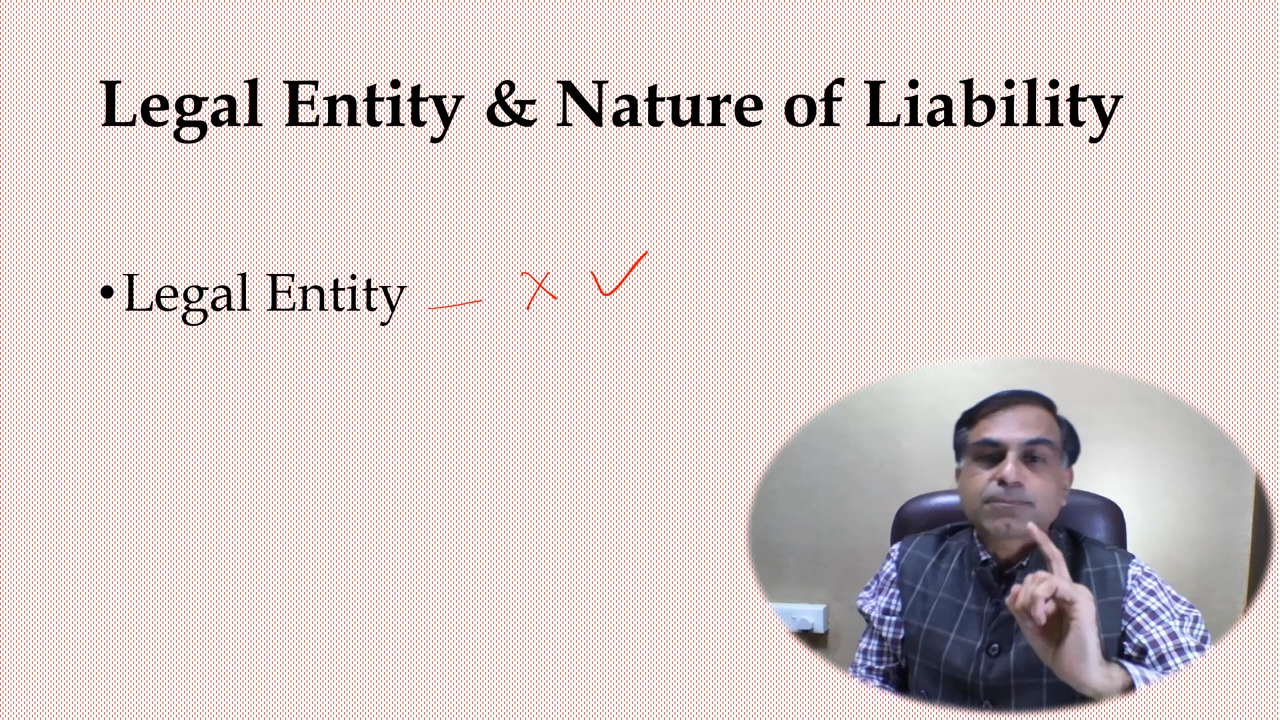 Legal Entity & Nature of Liability
•Legal Entity — x ✓